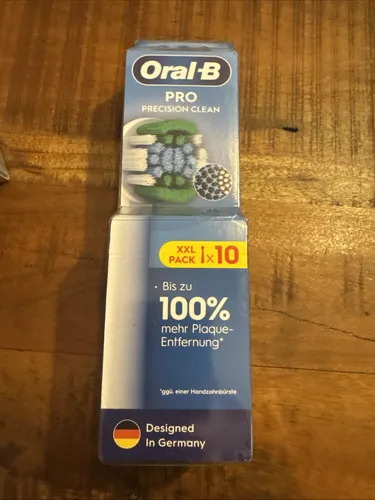 Oral-B
PRO
PRECISION CLEAN
XXL
PACK x10
· Bis zu
100%
mehr Plaque-
Entfernung*
*ggü. einer Handzahnbürste
Designed
In Germany